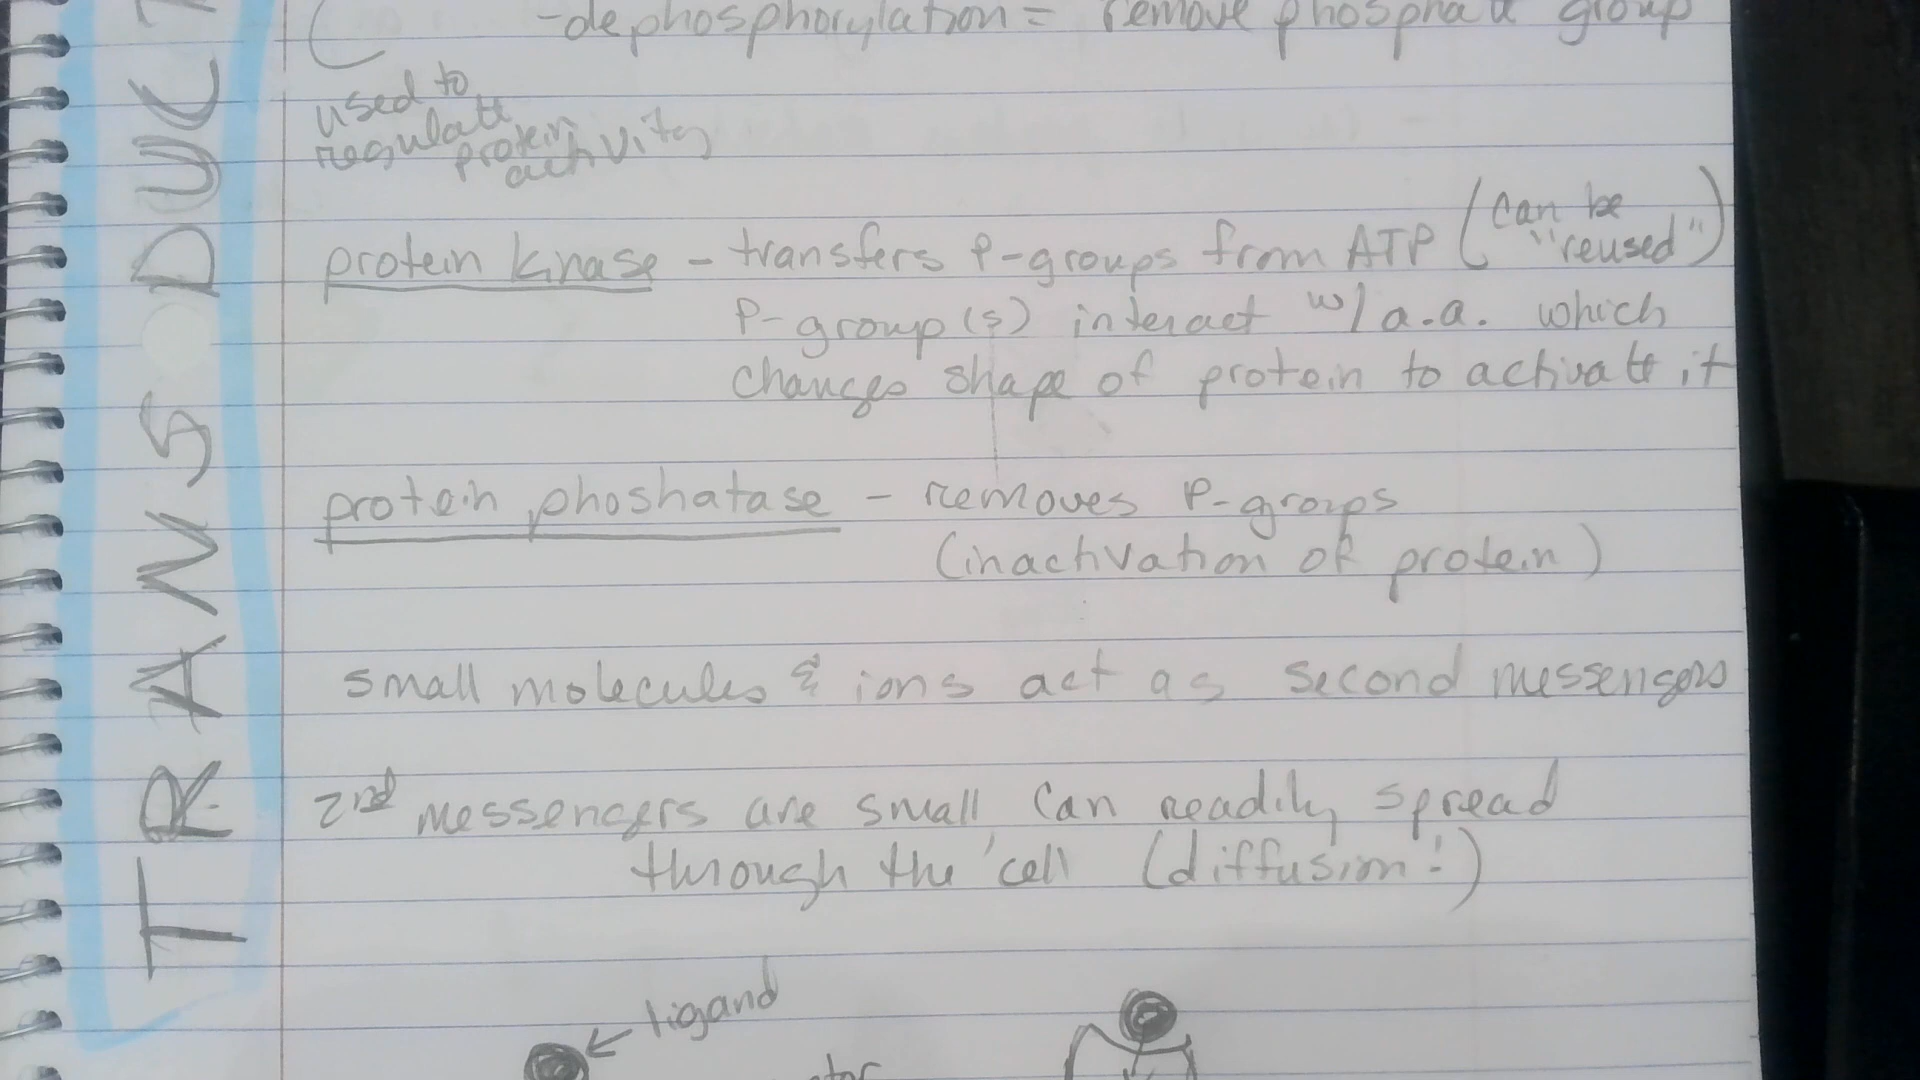 -dephosphorylation = remove phosphate group
used to
regulate
protein
activity
protein kinase - transfers P-groups from ATP (can be "reused")
P-group(s) interact w/ a.a. which
changes shape of protein to activate it
protein phoshatase - removes P-groups
(inactivation of protein)
small molecules & ions act as second messengers
2nd messengers are small can readily spread
through the cell (diffusion!)
ligand
TRANSDUCT